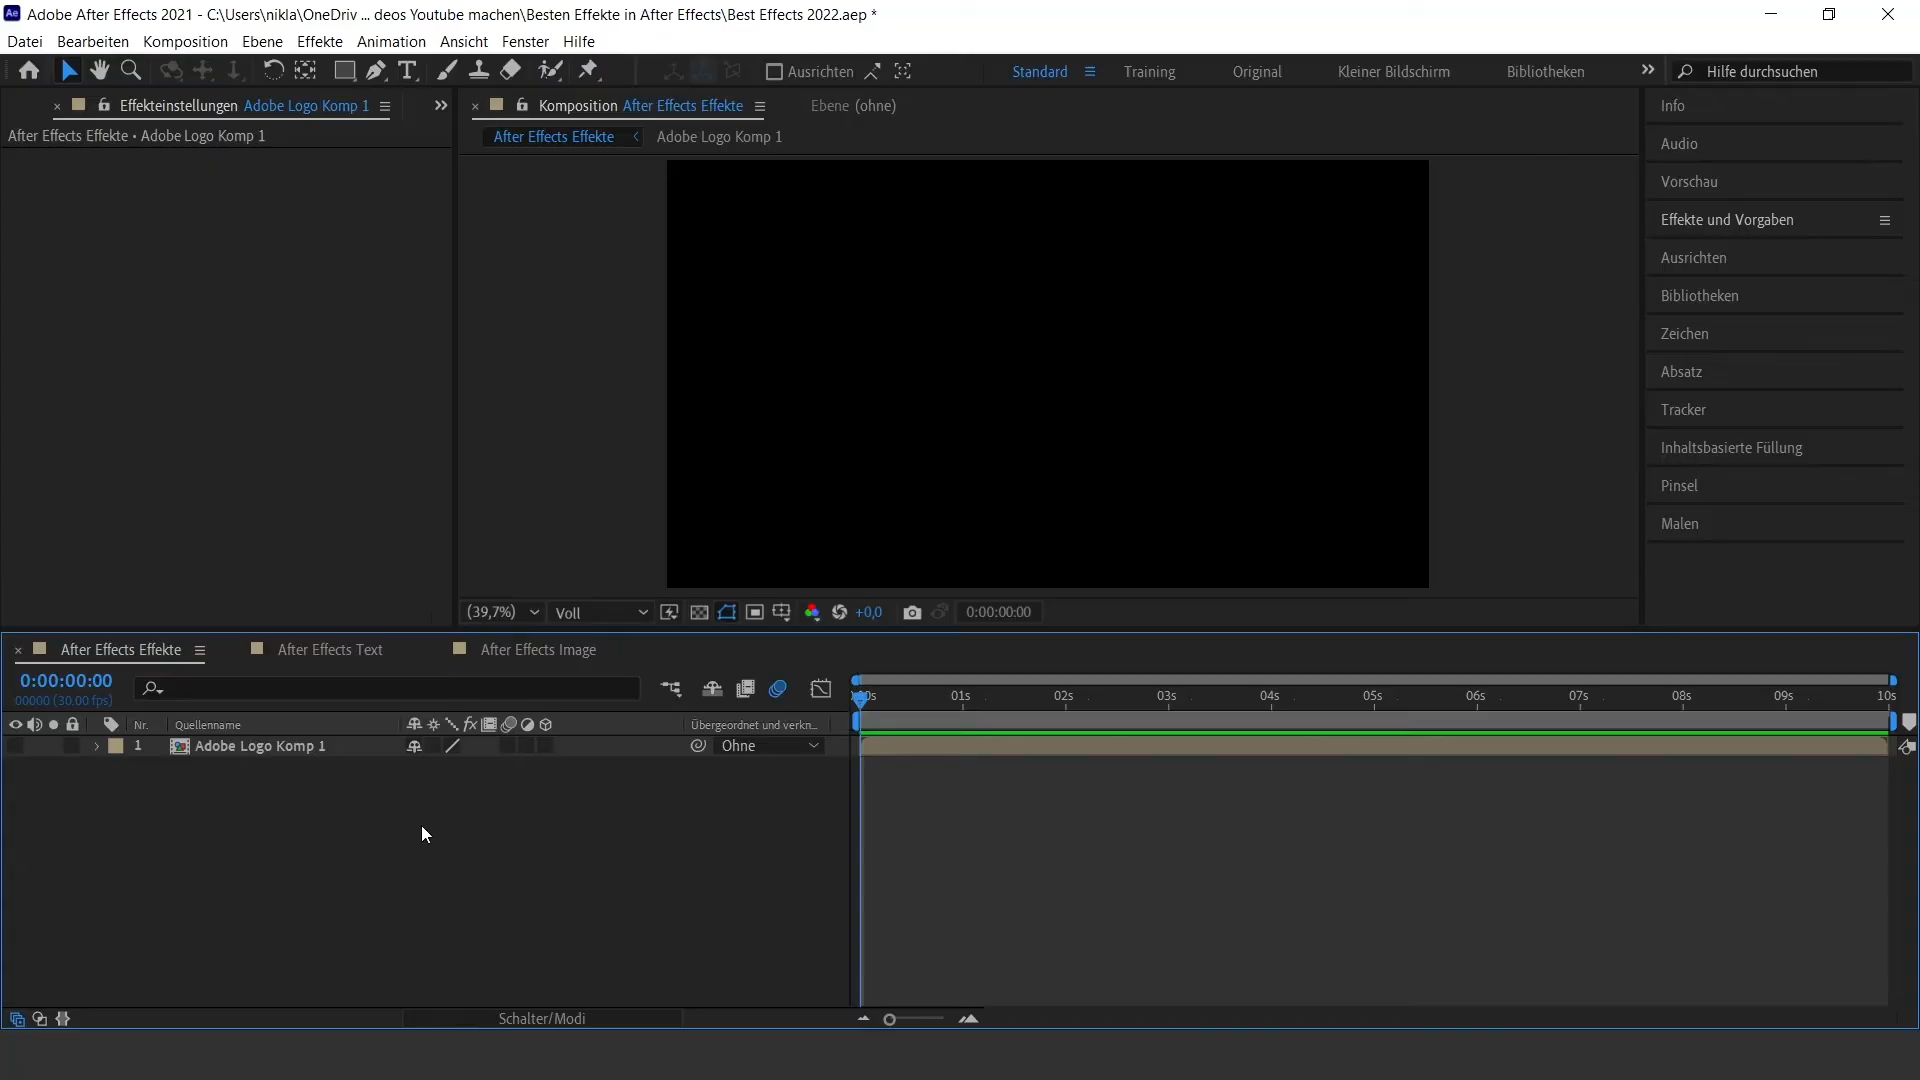 Adobe After Effects 2021 - C:\Users\nikla\OneDriv ... deos Youtube machen\Besten Effekte in After Effects\Best Effects 2022.aep *
Datei Bearbeiten Komposition Ebene Effekte Animation Ansicht Fenster Hilfe
Ausrichten Standard Training Original Kleiner Bildschirm Bibliotheken Hilfe durchsuchen
Effekteinstellungen Adobe Logo Komp 1
After Effects Effekte • Adobe Logo Komp 1
Komposition After Effects Effekte Ebene (ohne)
After Effects Effekte Adobe Logo Komp 1
Info
Audio
Vorschau
Effekte und Vorgaben
Ausrichten
Bibliotheken
Zeichen
Absatz
Tracker
Inhaltsbasierte Füllung
Pinsel
Malen
(39,7%) Voll +0,0 0:00:00:00
After Effects Effekte After Effects Text After Effects Image
0:00:00:00
00000 (30.00 fps)
01s 02s 03s 04s 05s 06s 07s 08s 09s 10s
Nr. Quellenname fx Übergeordnet und verkn...
1 Adobe Logo Komp 1 Ohne
Schalter/Modi